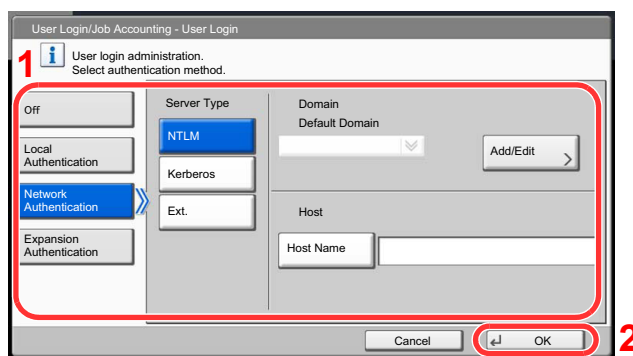 User Login/Job Accounting - User Login
1
i
User login administration.
Select authentication method.
Off
Local
Authentication
Network
Authentication
Expansion
Authentication
Server Type
NTLM
Kerberos
Ext.
Domain
Default Domain
Add/Edit
Host
Host Name
Cancel
OK
2